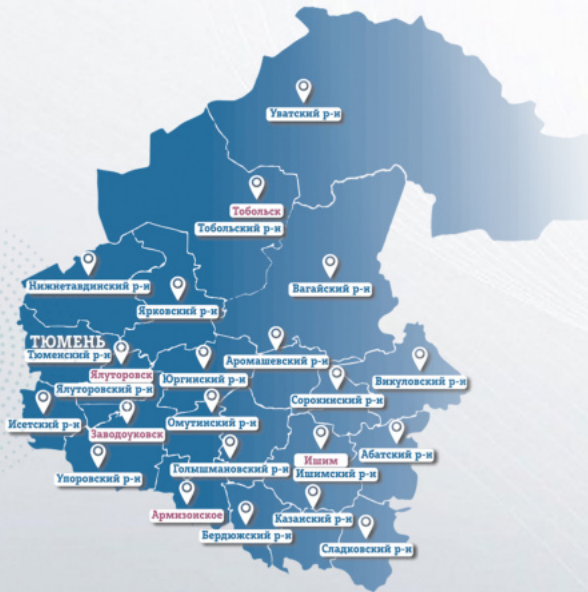 Уватский р-н
Тобольск
Тобольский р-н
Нижнетавдинский р-н
Вагайский р-н
Ярковский р-н
ТЮМЕНЬ
Тюменский р-н
Аромашевский р-н
Ялуторовск
Юргинский р-н
Викуловский р-н
Ялуторовский р-н
Сорокинский р-н
Исетский р-н
Омутинский р-н
Заводоуковск
Абатский р-н
Голышмановский р-н
Ишим
Ишимский р-н
Упоровский р-н
Армизонское
Казанский р-н
Бердюжский р-н
Сладковский р-н